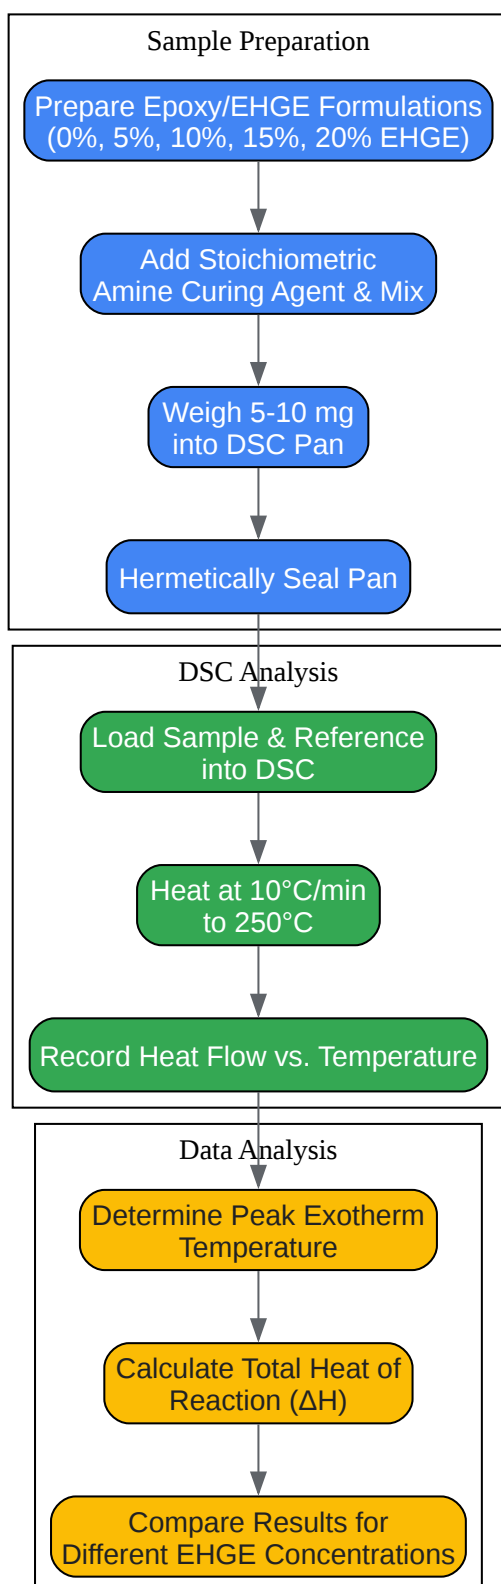 Sample Preparation
Prepare Epoxy/EHGE Formulations
(0%, 5%, 10%, 15%, 20% EHGE)
Add Stoichiometric
Amine Curing Agent & Mix
Weigh 5-10 mg
into DSC Pan
Hermetically Seal Pan
DSC Analysis
Load Sample & Reference
into DSC
Heat at 10°C/min
to 250°C
Record Heat Flow vs. Temperature
Data Analysis
Determine Peak Exotherm
Temperature
Calculate Total Heat of
Reaction (ΔH)
Compare Results for
Different EHGE Concentrations